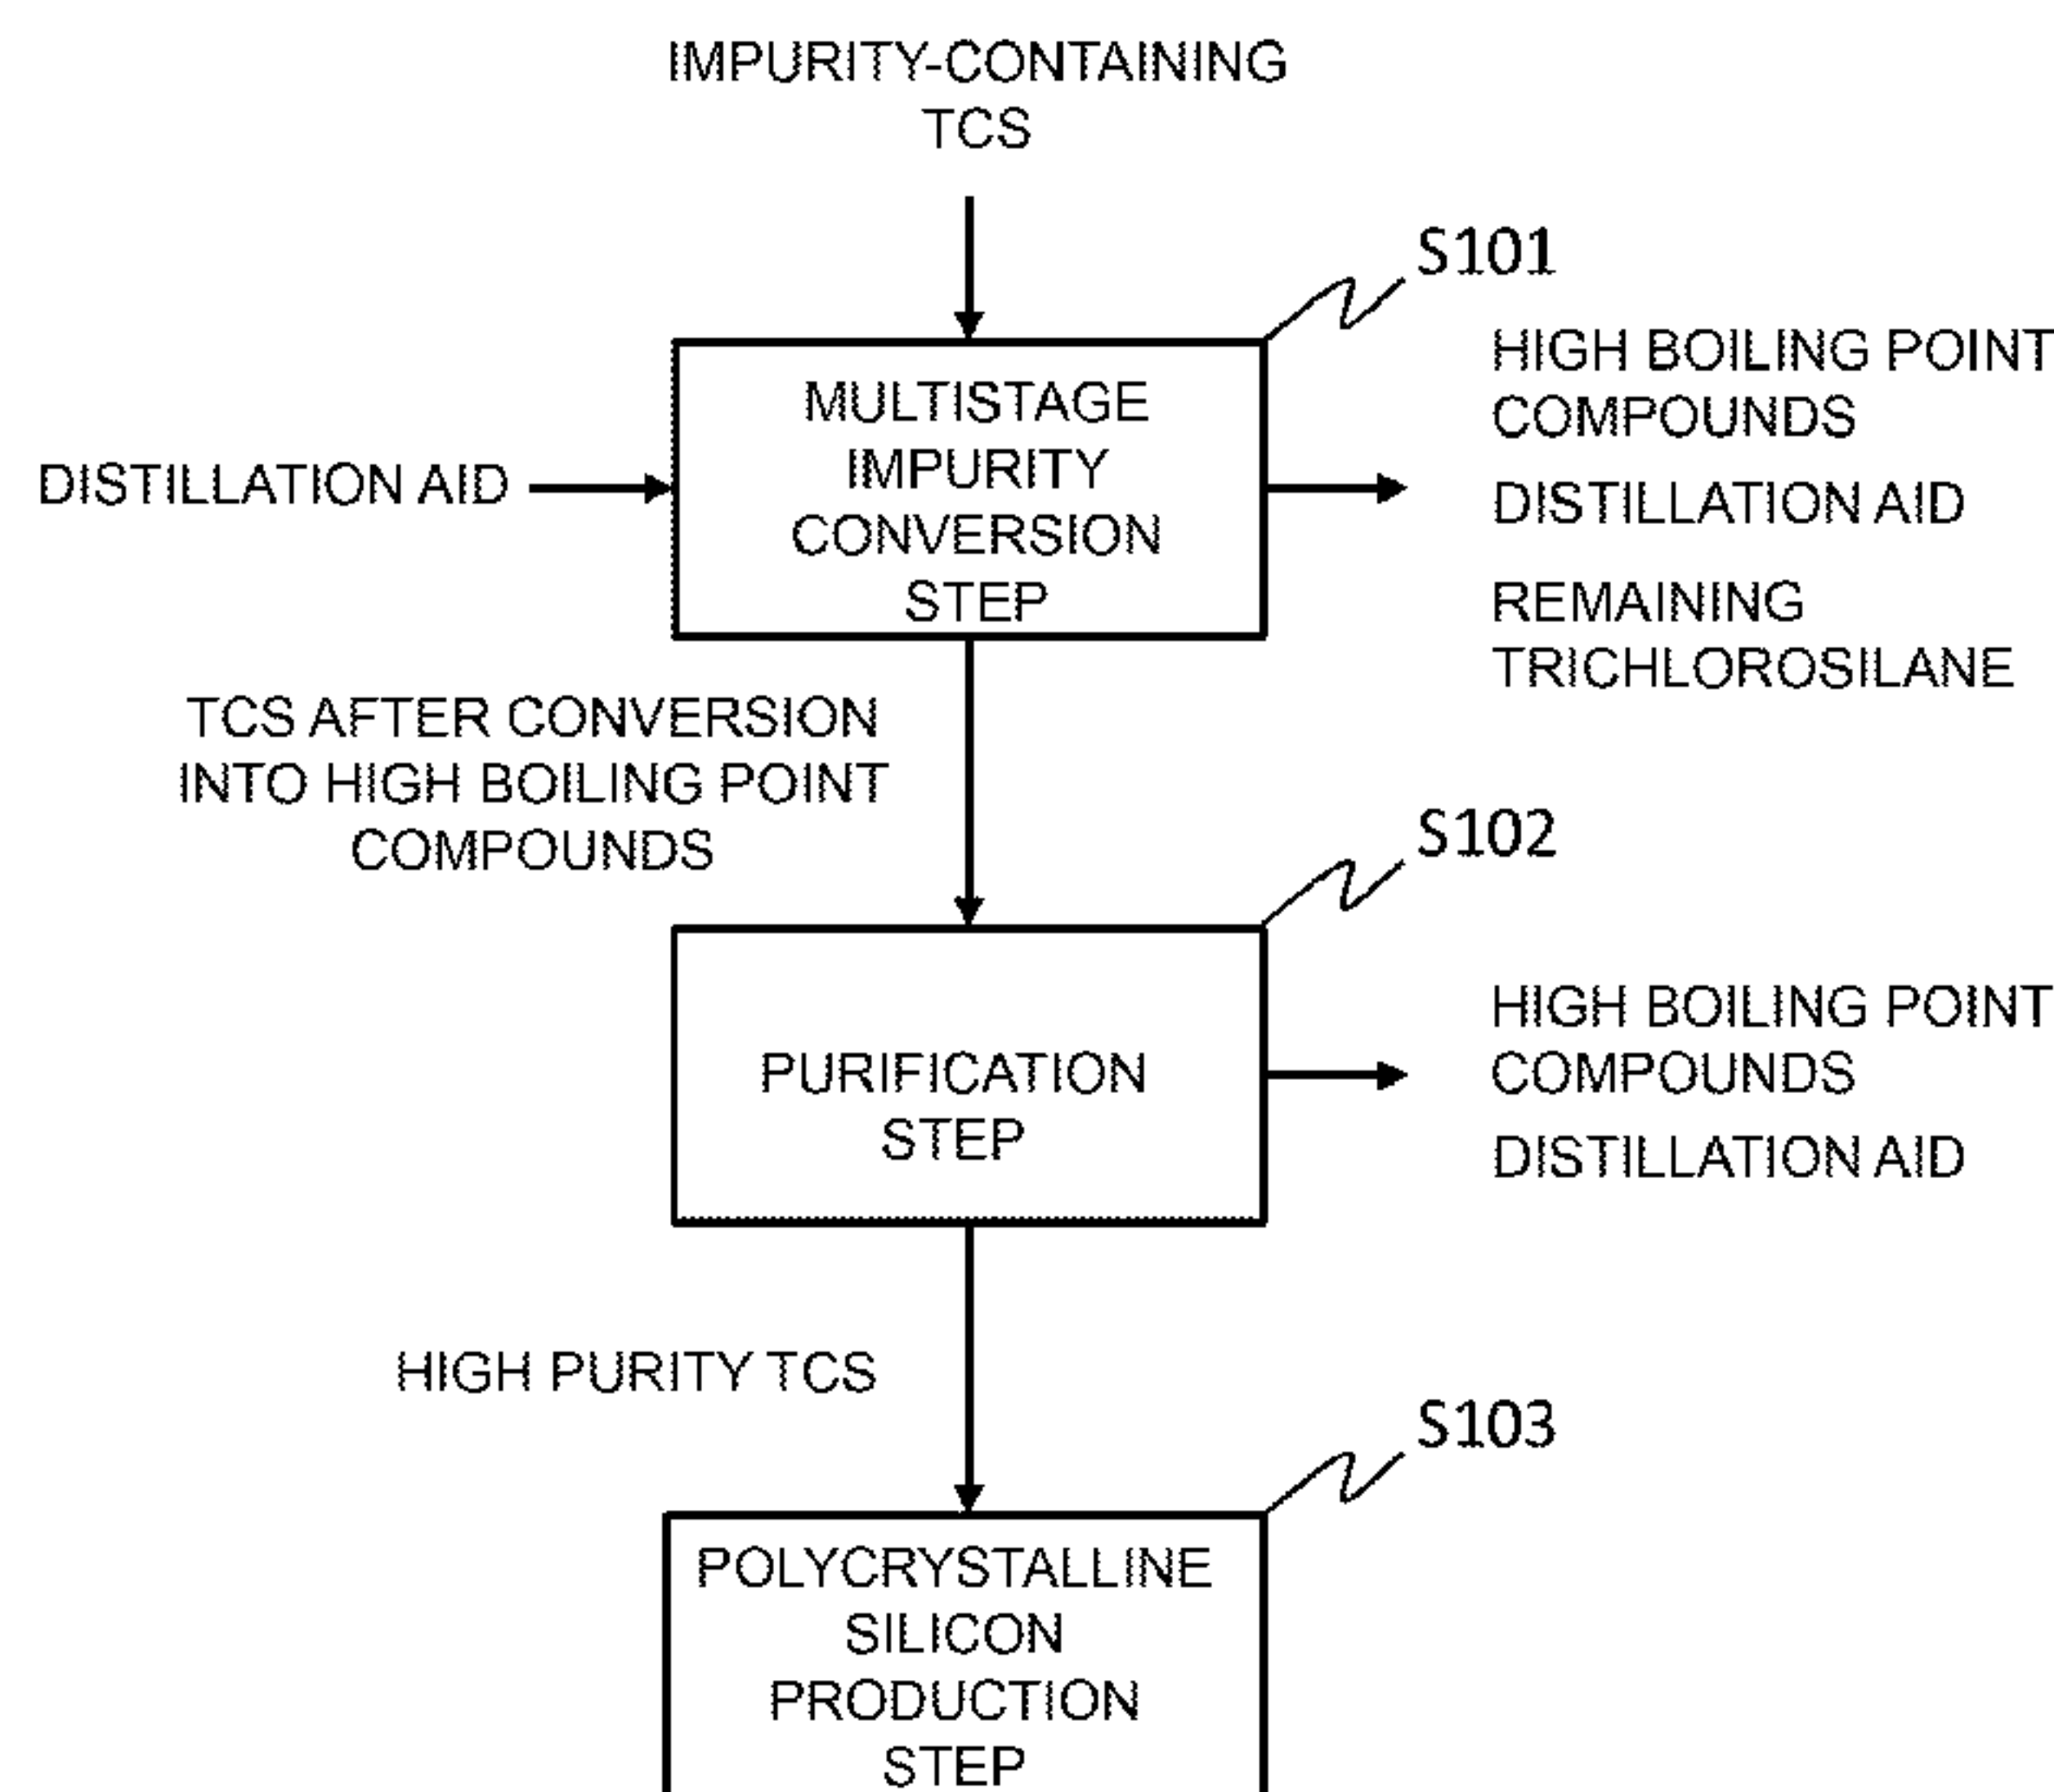 IMPURITY-CONTAINING
TCS
S101
MULTISTAGE
IMPURITY
CONVERSION
STEP
DISTILLATION AID
HIGH BOILING POINT
COMPOUNDS
DISTILLATION AID
REMAINING
TRICHLOROSILANE
TCS AFTER CONVERSION
INTO HIGH BOILING POINT
COMPOUNDS
S102
PURIFICATION
STEP
HIGH BOILING POINT
COMPOUNDS
DISTILLATION AID
HIGH PURITY TCS
S103
POLYCRYSTALLINE
SILICON
PRODUCTION
STEP